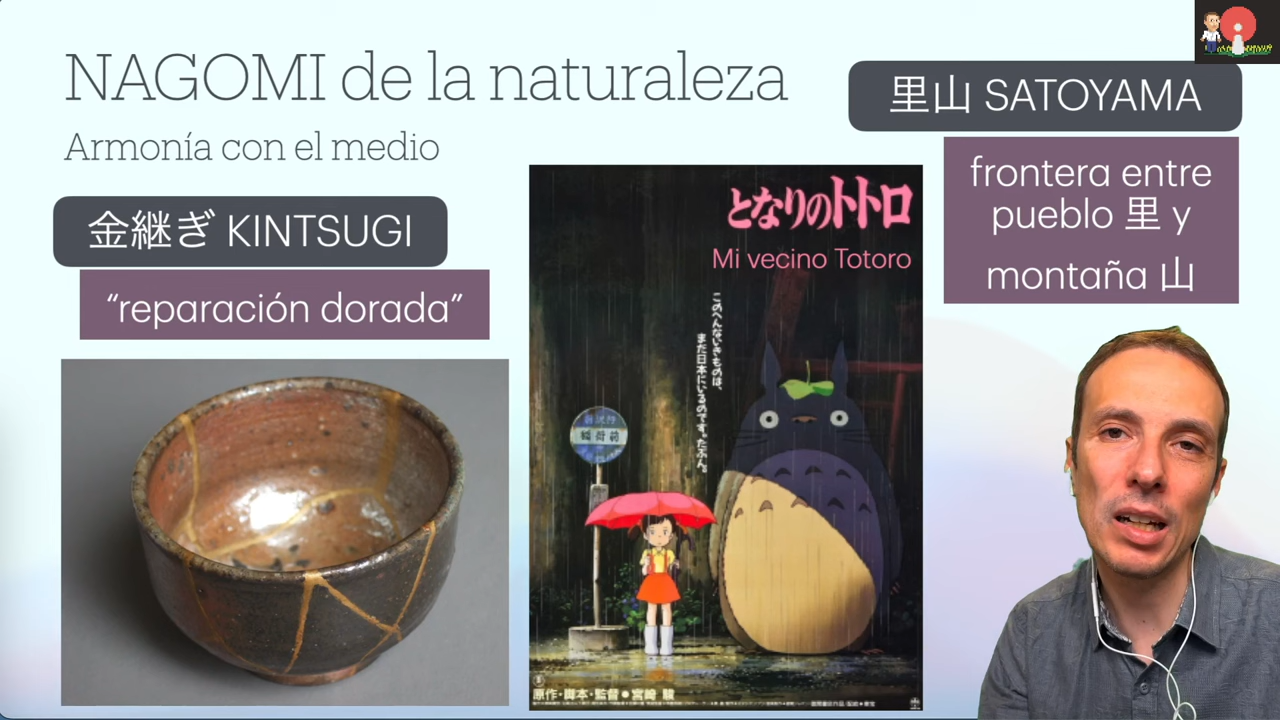 NAGOMI de la naturaleza
Armonía con el medio
里山 SATOYAMA
frontera entre
pueblo 里 y
montaña 山
金継ぎ KINTSUGI
“reparación dorada”
となりのトトロ
Mi vecino Totoro
このへんないきものは、
まだ日本にいるのです。たぶん。
稲荷前
原作・脚本・監督●宮崎 駿